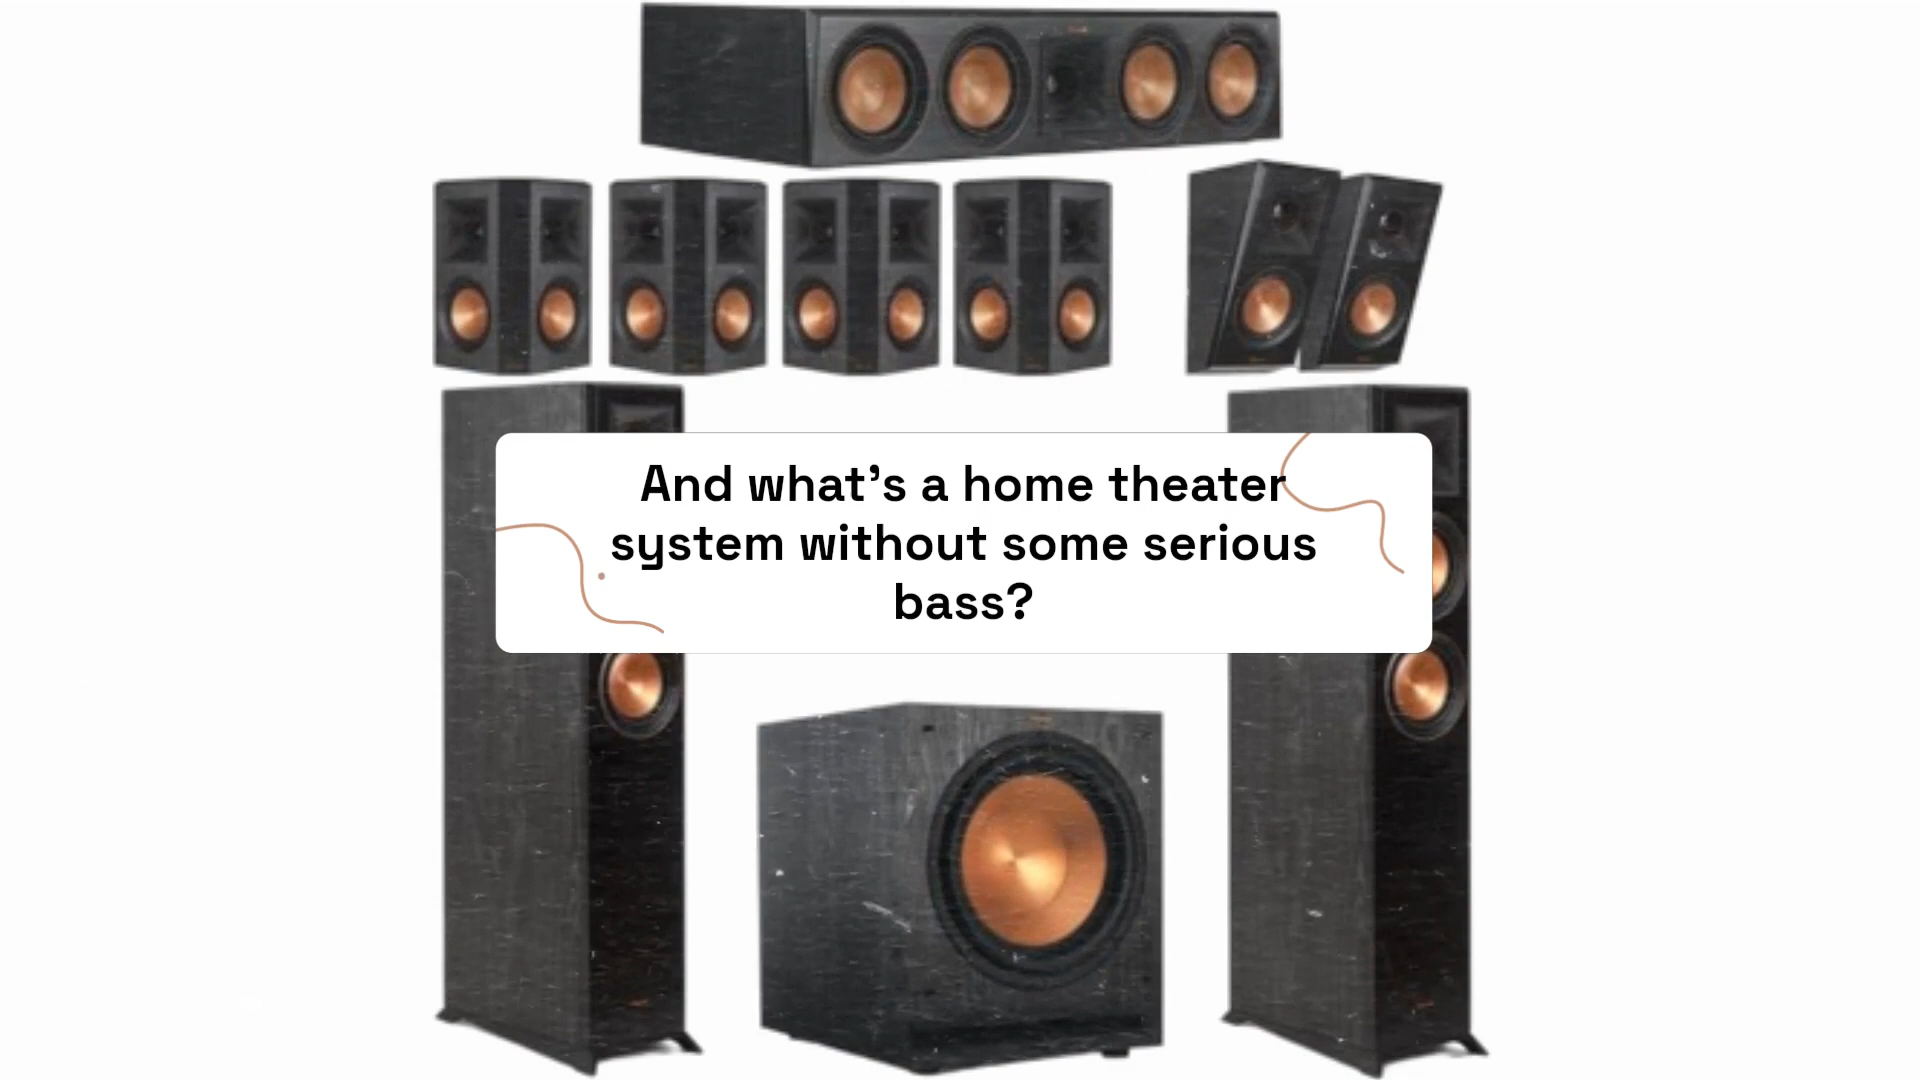 And what’s a home theater
system without some serious
bass?